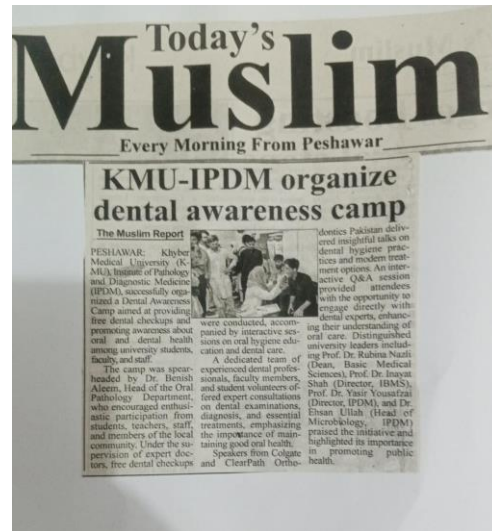 Today's
Muslim
Every Morning From Peshawar
KMU-IPDM organize
dental awareness camp
The Muslim Report
PESHAWAR: Khyber
Medical University (K-
MU), Institute of Pathology
and Diagnostic Medicine
(IPDM), successfully orga-
nized a Dental Awareness
Camp aimed at providing
free dental checkups and
promoting awareness about
oral and dental health
among university students,
faculty, and staff.
The camp was spear-
headed by Dr. Benish
Aleem, Head of the Oral
Pathology Department,
who encouraged enthusi-
astic participation from
students, teachers, staff,
and members of the local
community. Under the su-
pervision of expert doc-
tors, free dental checkups
were conducted, accom-
panied by interactive ses-
sions on oral hygiene edu-
cation and dental care.
A dedicated team of
experienced dental profes-
sionals, faculty members,
and student volunteers of-
fered expert consultations
on dental examinations,
diagnosis, and essential
treatments, emphasizing
the importance of main-
taining good oral health.
Speakers from Colgate
and ClearPath Ortho-
dontics Pakistan deliv-
ered insightful talks on
dental hygiene prac-
tices and modern treat-
ment options. An inter-
active Q&A session
provided attendees
with the opportunity to
engage directly with
dental experts, enhanc-
ing their understanding of
oral care. Distinguished
university leaders includ-
ing Prof. Dr. Rubina Nazli
(Dean, Basic Medical
Sciences), Prof. Dr. Inayat
Shah (Director, IBMS),
Prof. Dr. Yasir Yousafzai
(Director, IPDM), and Dr.
Ehsan Ullah (Head of
Microbiology, IPDM)
praised the initiative and
highlighted its importance
in promoting public
health.